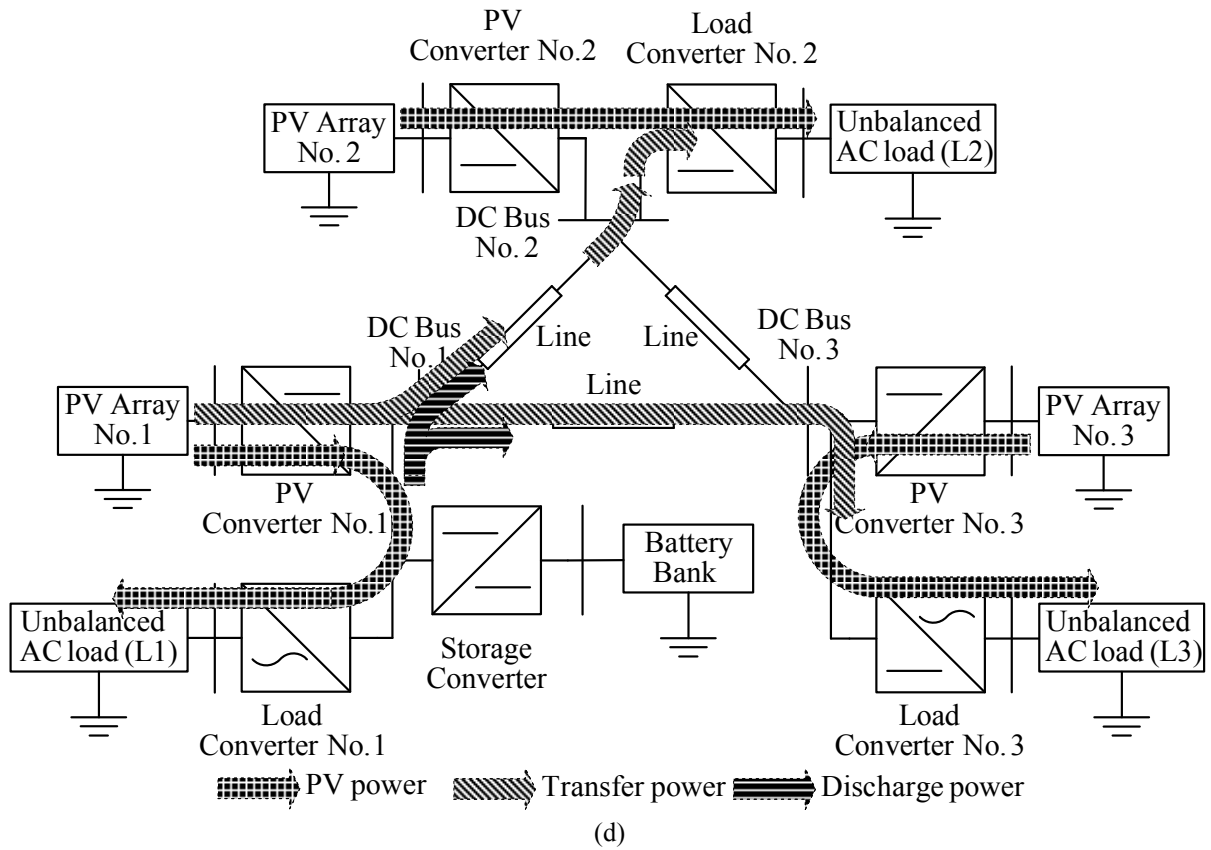 PV
Converter No.2
Load
Converter No. 2
PV Array
No. 2
Unbalanced
AC load (L2)
DC Bus
No. 2
DC Bus
No.1
Line
Line
DC Bus
No.3
Line
PV Array
No.1
PV Array
No. 3
PV
Converter No.1
PV
Converter No.3
Battery
Bank
Unbalanced
AC load (L1)
Storage
Converter
Unbalanced
AC load (L3)
Load
Converter No.1
Load
Converter No.3
PV power
Transfer power
Discharge power
(d)